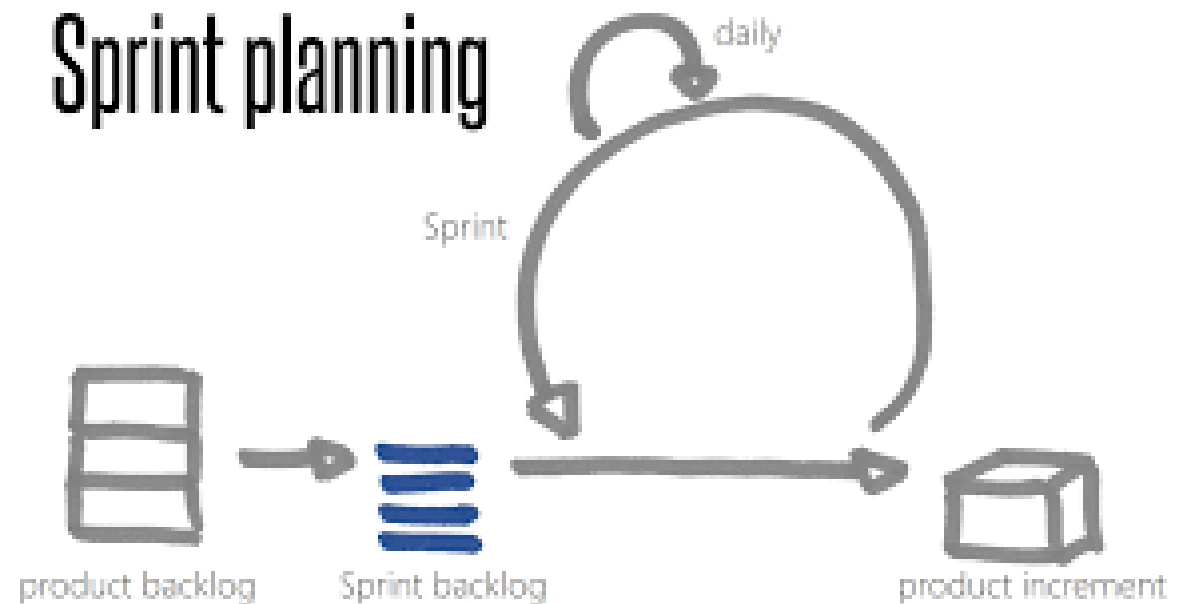 Sprint planning
daily
Sprint
product backlog
Sprint backlog
product increment